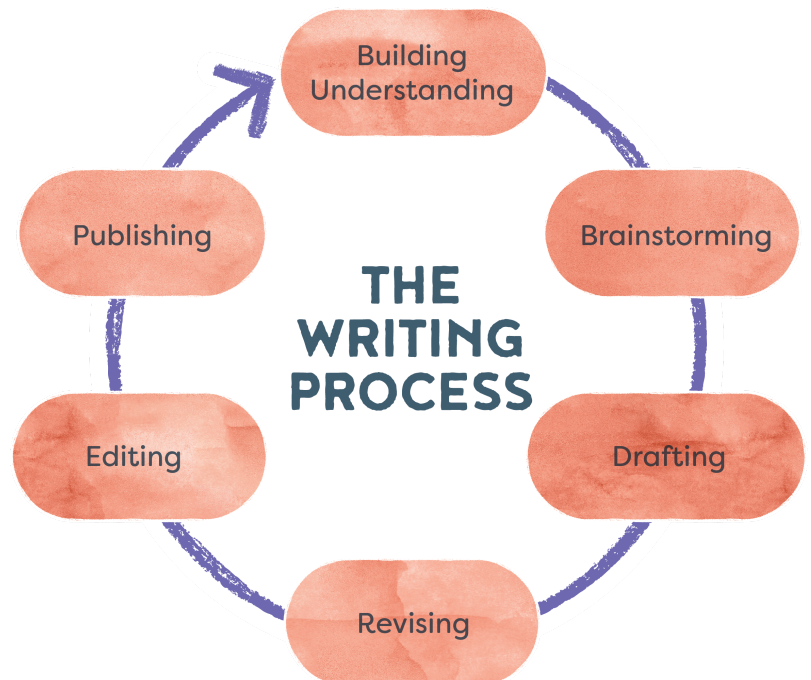 Building
Understanding
Brainstorming
Drafting
Revising
Editing
Publishing
THE
WRITING
PROCESS